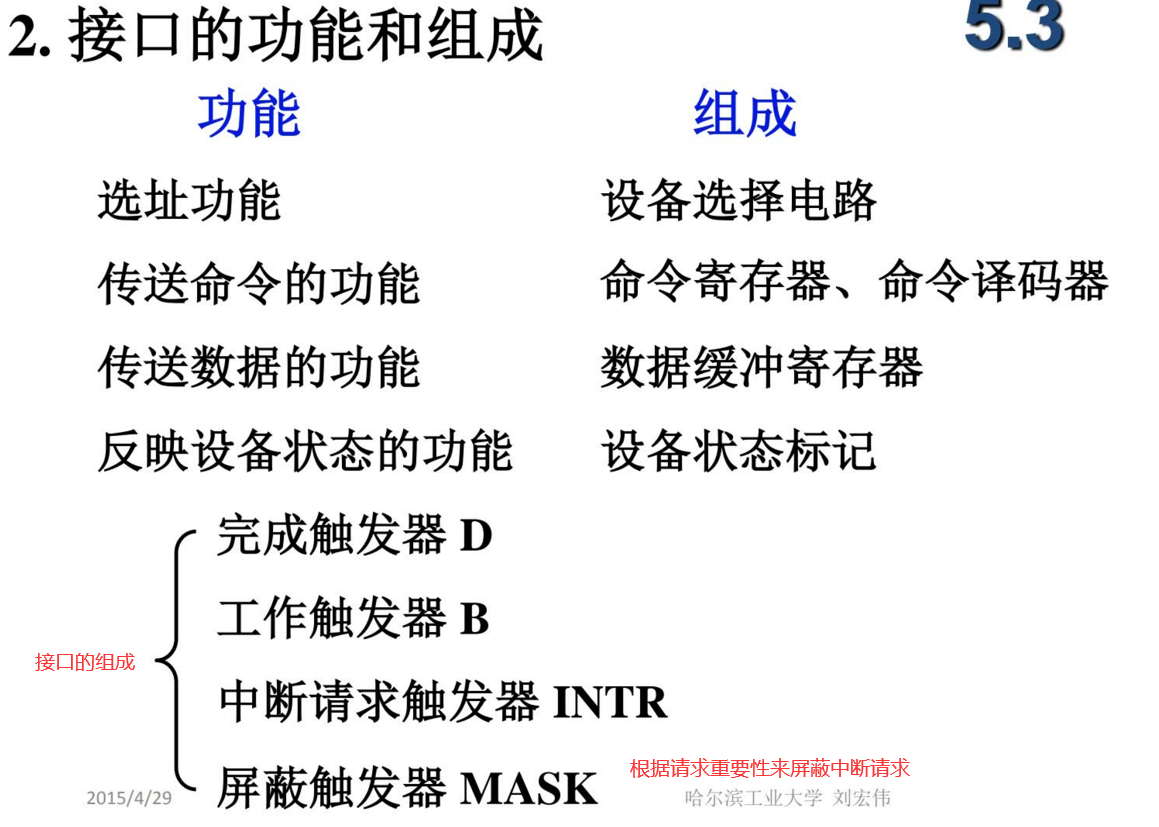 2. 接口的功能和组成
5.3
功能 组成
选址功能 设备选择电路
传送命令的功能 命令寄存器、命令译码器
传送数据的功能 数据缓冲寄存器
反映设备状态的功能 设备状态标记
完成触发器 D
工作触发器 B
接口的组成
中断请求触发器 INTR
根据请求重要性来屏蔽中断请求
屏蔽触发器 MASK
2015/4/29 哈尔滨工业大学 刘宏伟